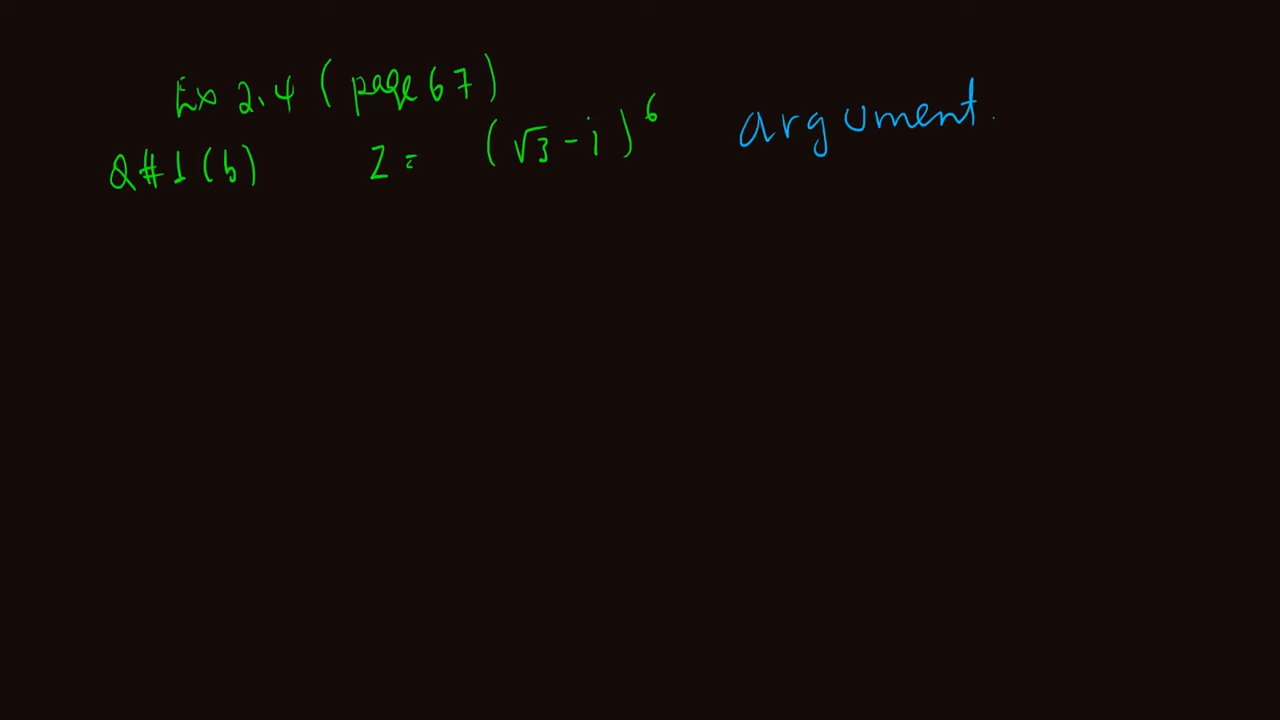 Ex 2.4 (page 67)
Q#1(b) Z = (√3 - i)^6 argument.